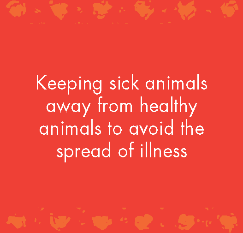 Keeping sick animals
away from healthy
animals to avoid the
spread of illness